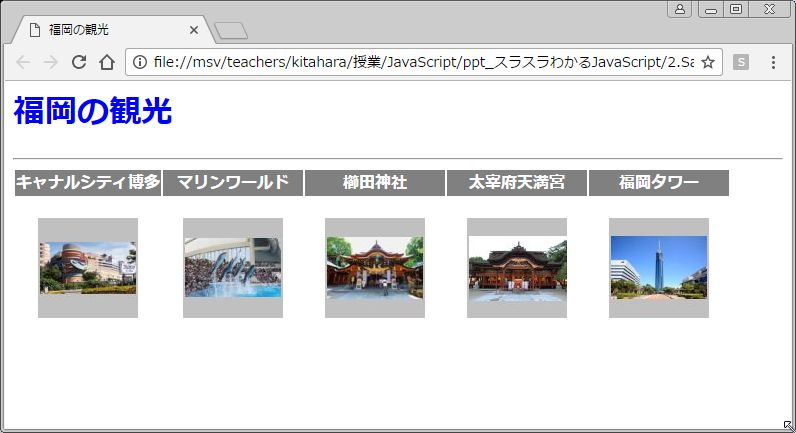 福岡の観光
file://msv/teachers/kitahara/授業/JavaScript/ppt_スラスラわかるJavaScript/2.Sa
S
福岡の観光
キャナルシティ博多 マリンワールド 櫛田神社 太宰府天満宮 福岡タワー